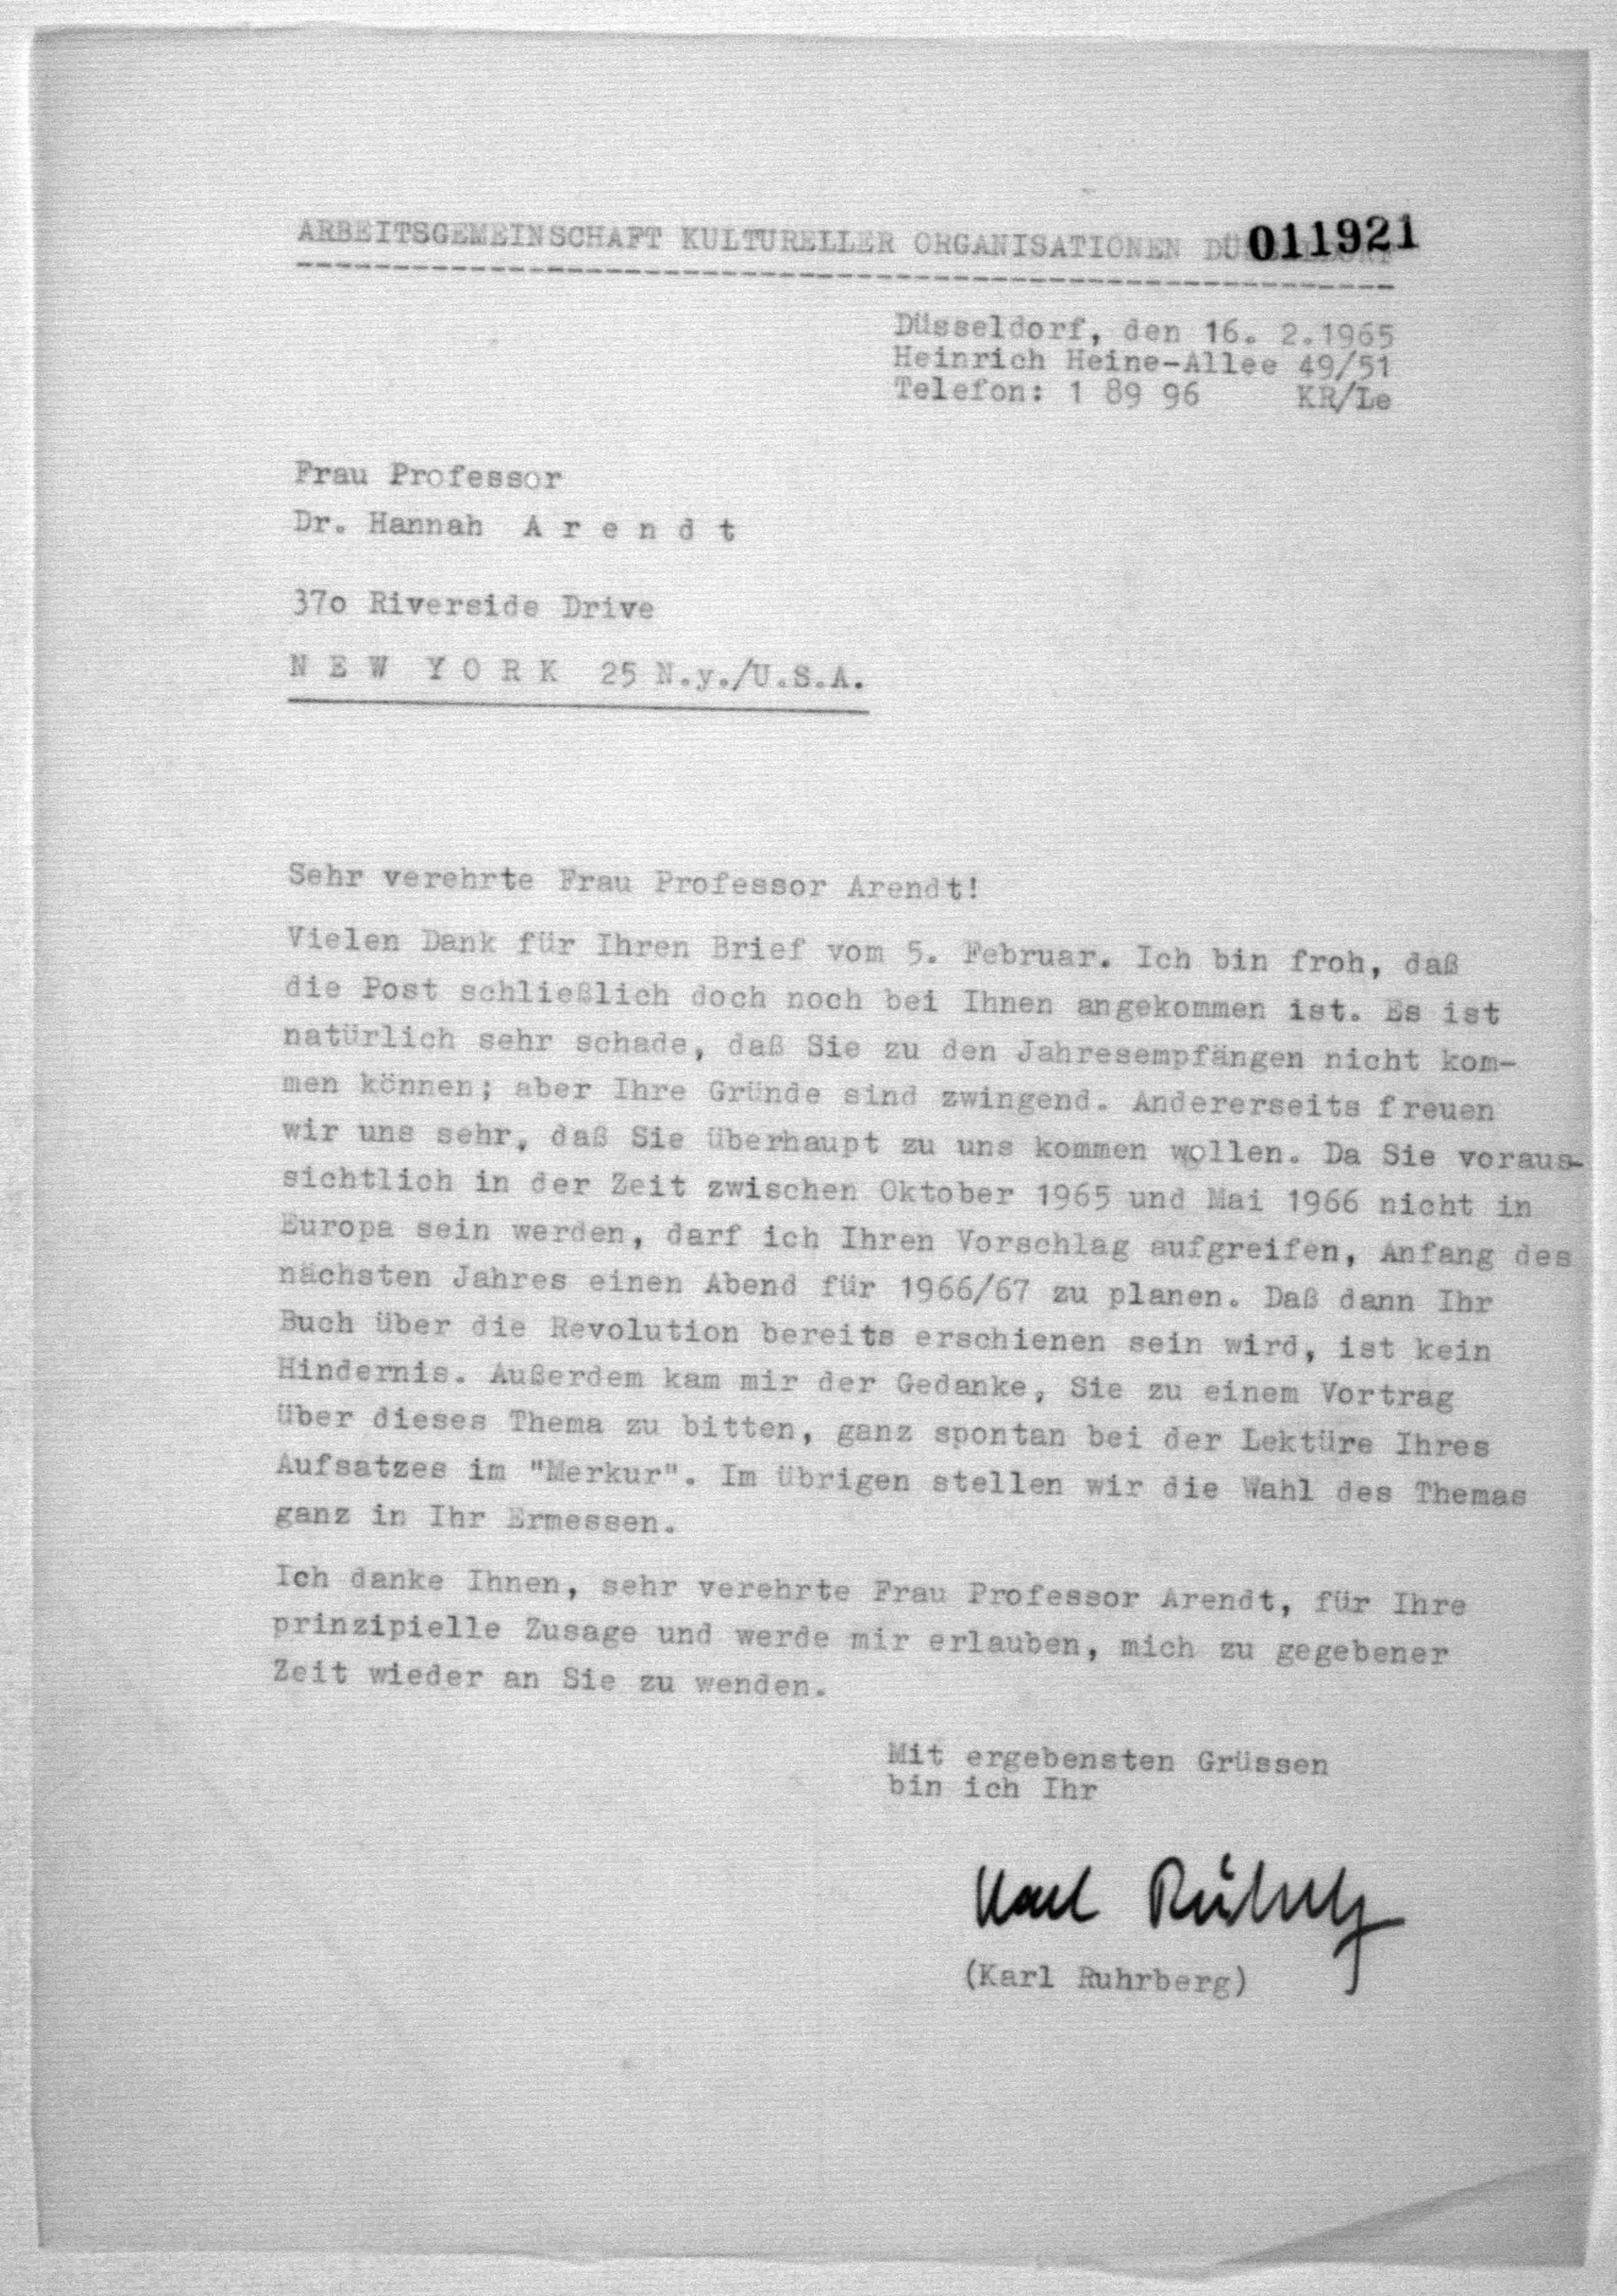 ARBEITSGEMEINSCHAFT KULTURELLER ORGANISATIONEN DÜSSELDORF
011921
Düsseldorf, den 16. 2.1965
Heinrich Heine-Allee 49/51
Telefon: 1 89 96 KR/Le
Frau Professor
Dr. Hannah A r e n d t
37o Riverside Drive
N E W Y O R K 25 N.y./U.S.A.
Sehr verehrte Frau Professor Arendt!
Vielen Dank für Ihren Brief vom 5. Februar. Ich bin froh, daß
die Post schließlich doch noch bei Ihnen angekommen ist. Es ist
natürlich sehr schade, daß Sie zu den Jahresempfängen nicht kom-
men können; aber Ihre Gründe sind zwingend. Andererseits freuen
wir uns sehr, daß Sie überhaupt zu uns kommen wollen. Da Sie voraus-
sichtlich in der Zeit zwischen Oktober 1965 und Mai 1966 nicht in
Europa sein werden, darf ich Ihren Vorschlag aufgreifen, Anfang des
nächsten Jahres einen Abend für 1966/67 zu planen. Daß dann Ihr
Buch über die Revolution bereits erschienen sein wird, ist kein
Hindernis. Außerdem kam mir der Gedanke, Sie zu einem Vortrag
über dieses Thema zu bitten, ganz spontan bei der Lektüre Ihres
Aufsatzes im "Merkur". Im übrigen stellen wir die Wahl des Themas
ganz in Ihr Ermessen.
Ich danke Ihnen, sehr verehrte Frau Professor Arendt, für Ihre
prinzipielle Zusage und werde mir erlauben, mich zu gegebener
Zeit wieder an Sie zu wenden.
Mit ergebensten Grüssen
bin ich Ihr
Karl Ruhrberg
(Karl Ruhrberg)